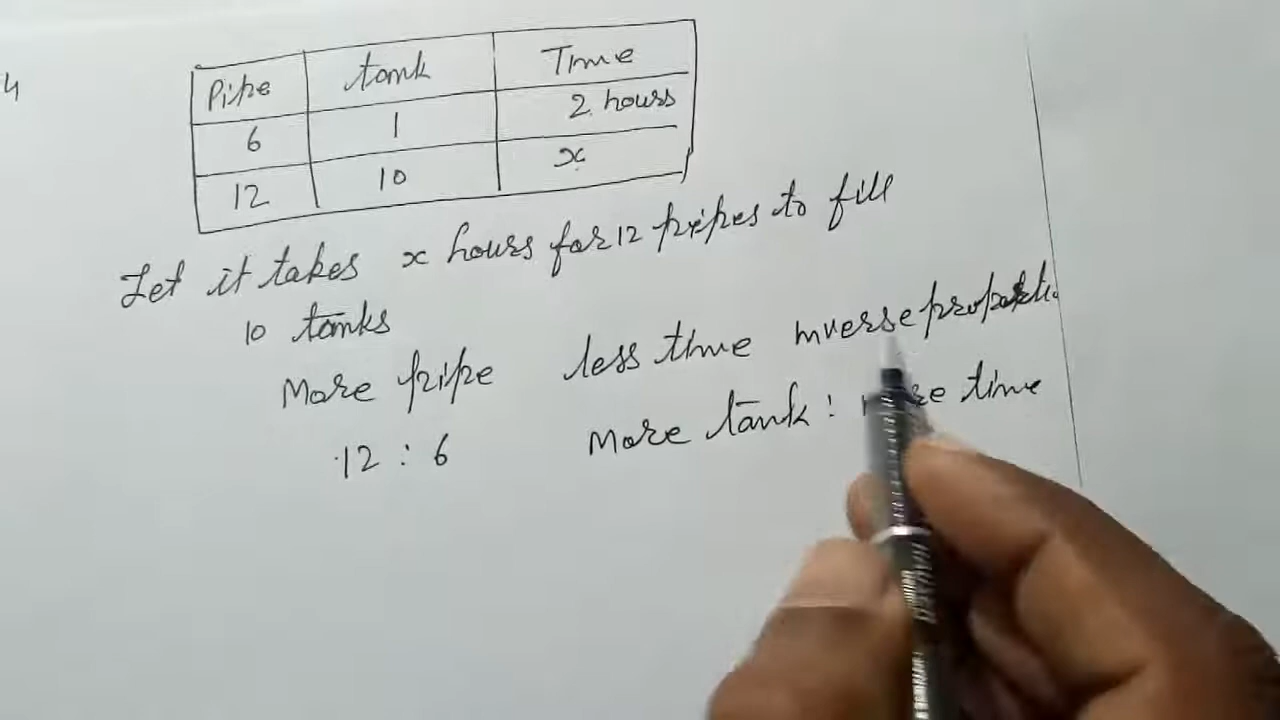 4
Pipe tank Time
6 1 2 hours
12 10 x
Let it takes x hours for 12 pipes to fill
10 tanks
More pipe less time inverse
12 : 6 More tank : time